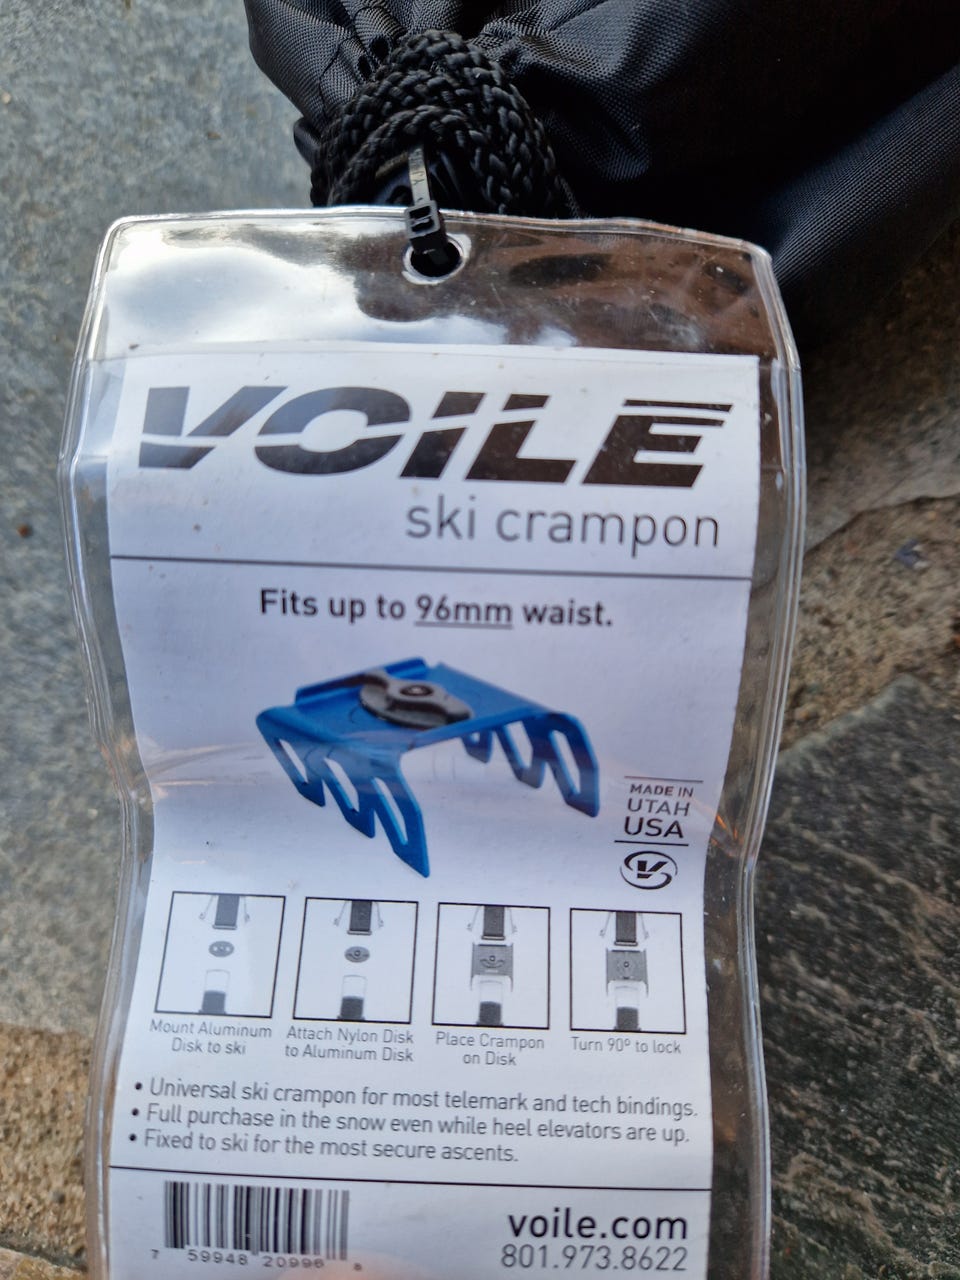 VOILE
ski crampon
Fits up to 96mm waist.
MADE IN
UTAH
USA
Mount Aluminum
Disk to ski
Attach Nylon Disk
to Aluminum Disk
Place Crampon
on Disk
Turn 90° to lock
• Universal ski crampon for most telemark and tech bindings.
• Full purchase in the snow even while heel elevators are up.
• Fixed to ski for the most secure ascents.
voile.com
801.973.8622
7 59948 20996